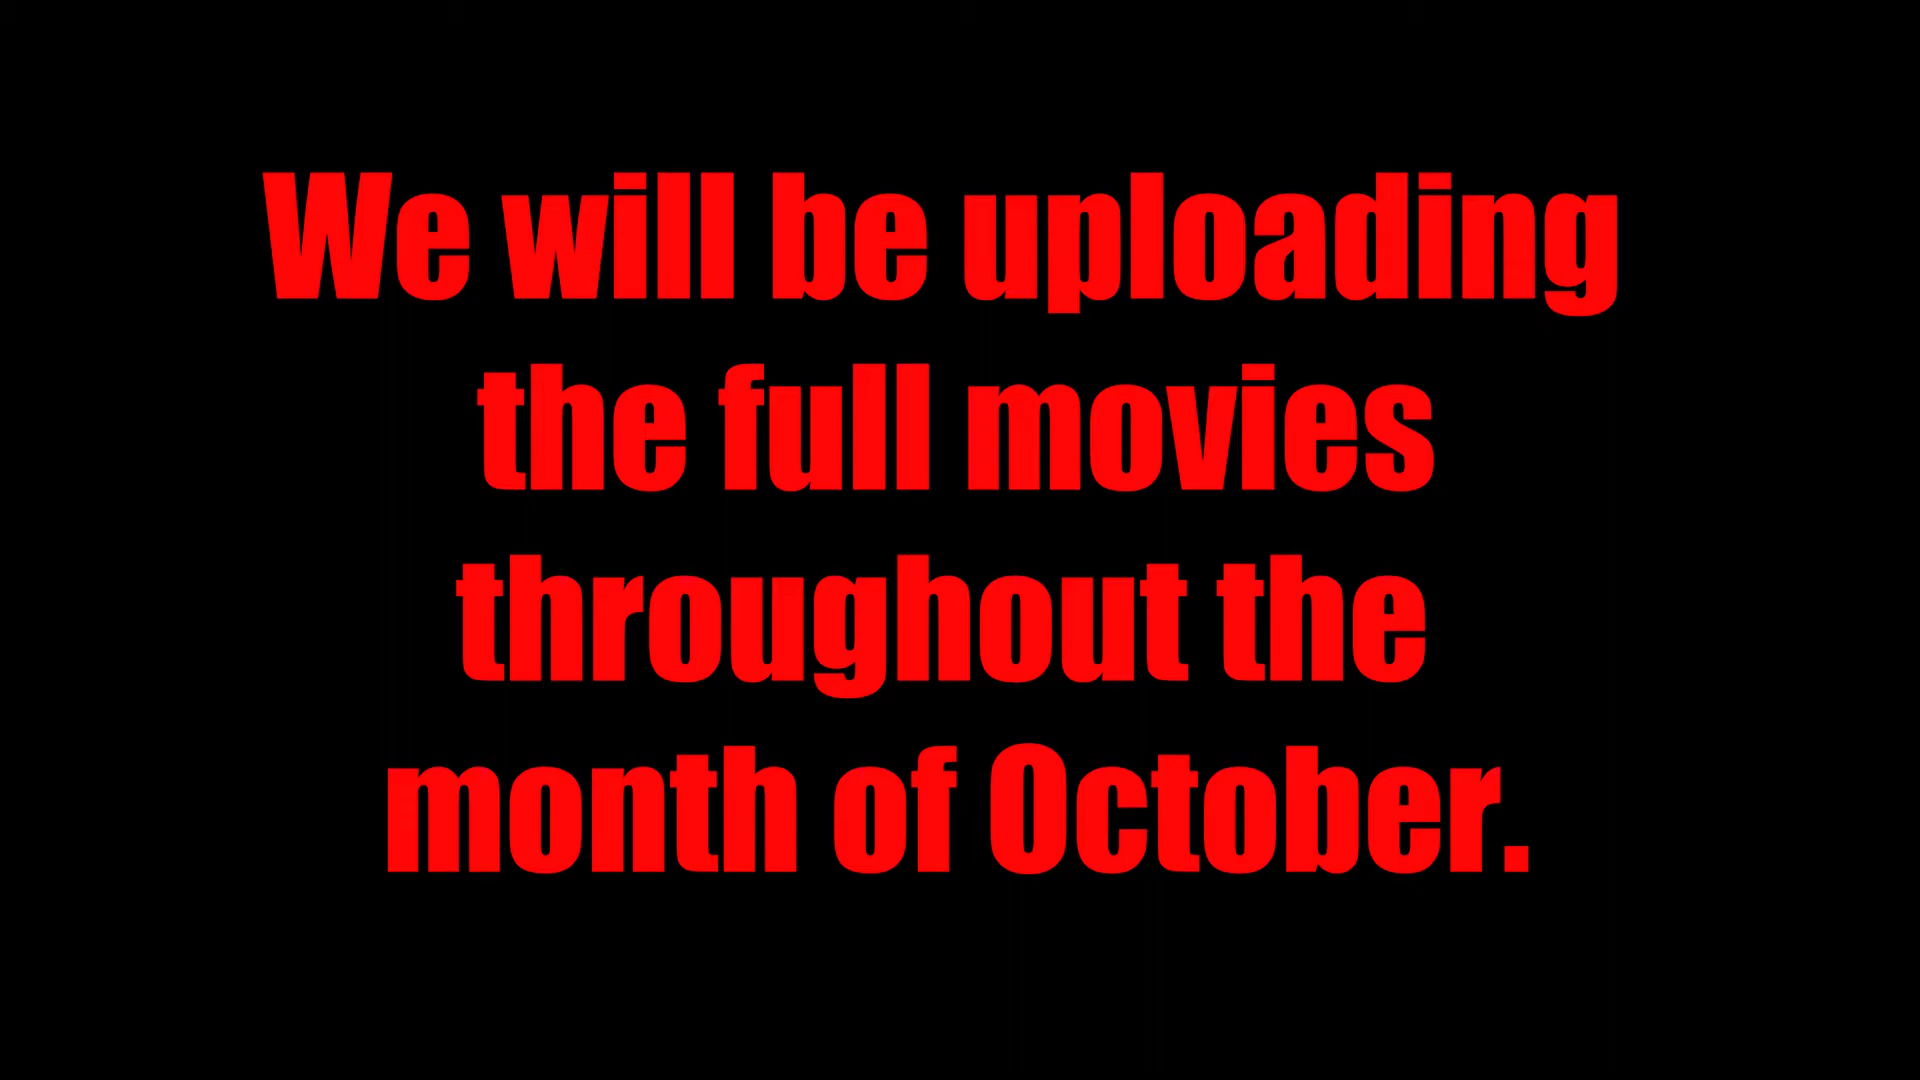 We will be uploading
the full movies
throughout the
month of October.